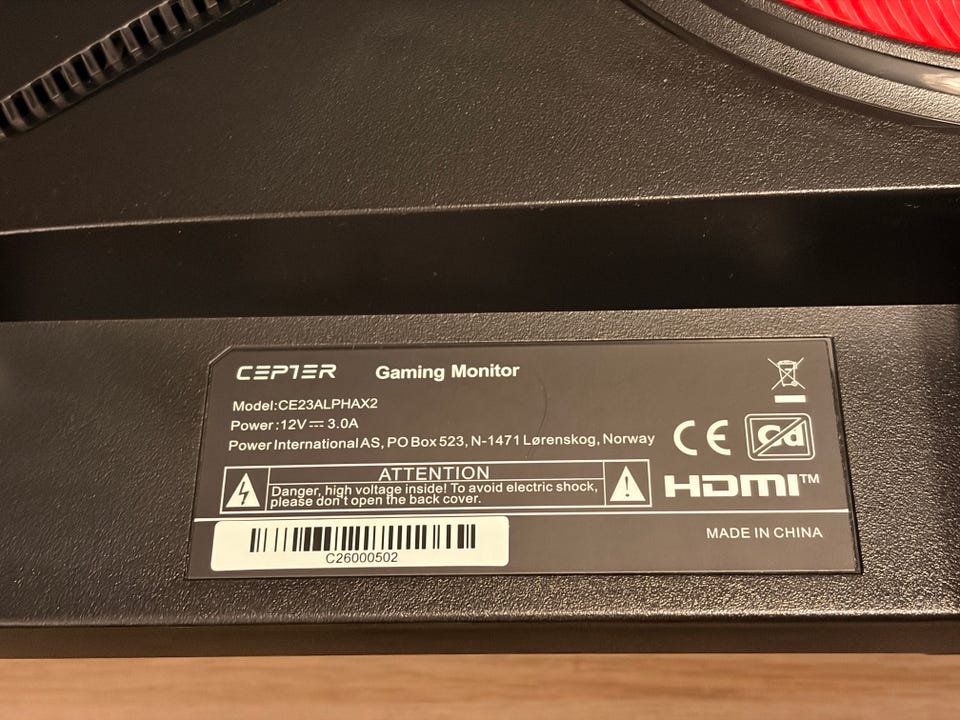 CEPTER Gaming Monitor
Model:CE23ALPHAX2
Power:12V⎓3.0A
Power International AS, PO Box 523, N-1471 Lørenskog, Norway
CE Cd
ATTENTION
Danger, high voltage inside! To avoid electric shock,
please don't open the back cover.
HDMI™
C26000502
MADE IN CHINA